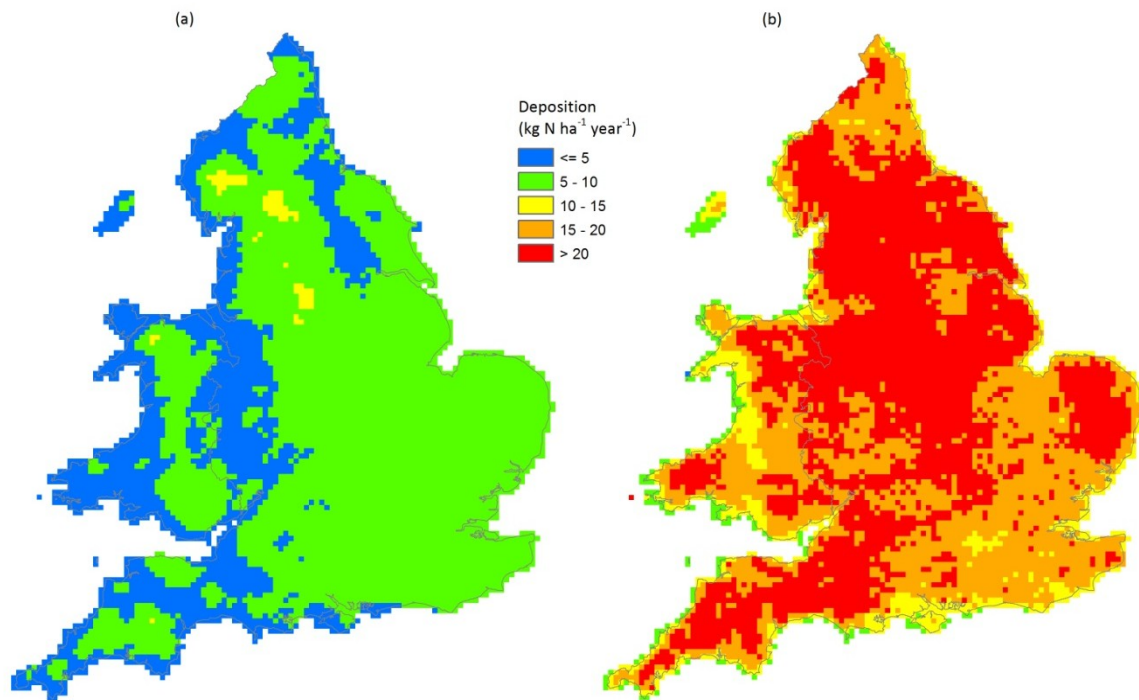 (a)
(b)
Deposition
(kg N ha⁻¹ year⁻¹)
<= 5
5 - 10
10 - 15
15 - 20
> 20